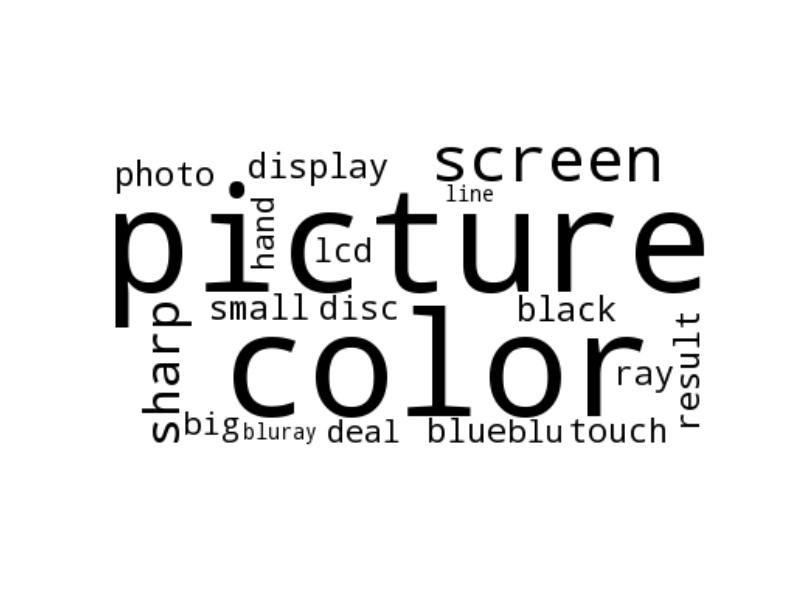 photo display screen
line
picture
hand
lcd
small disc black
sharp
color
result
ray
big bluray deal blue blu touch